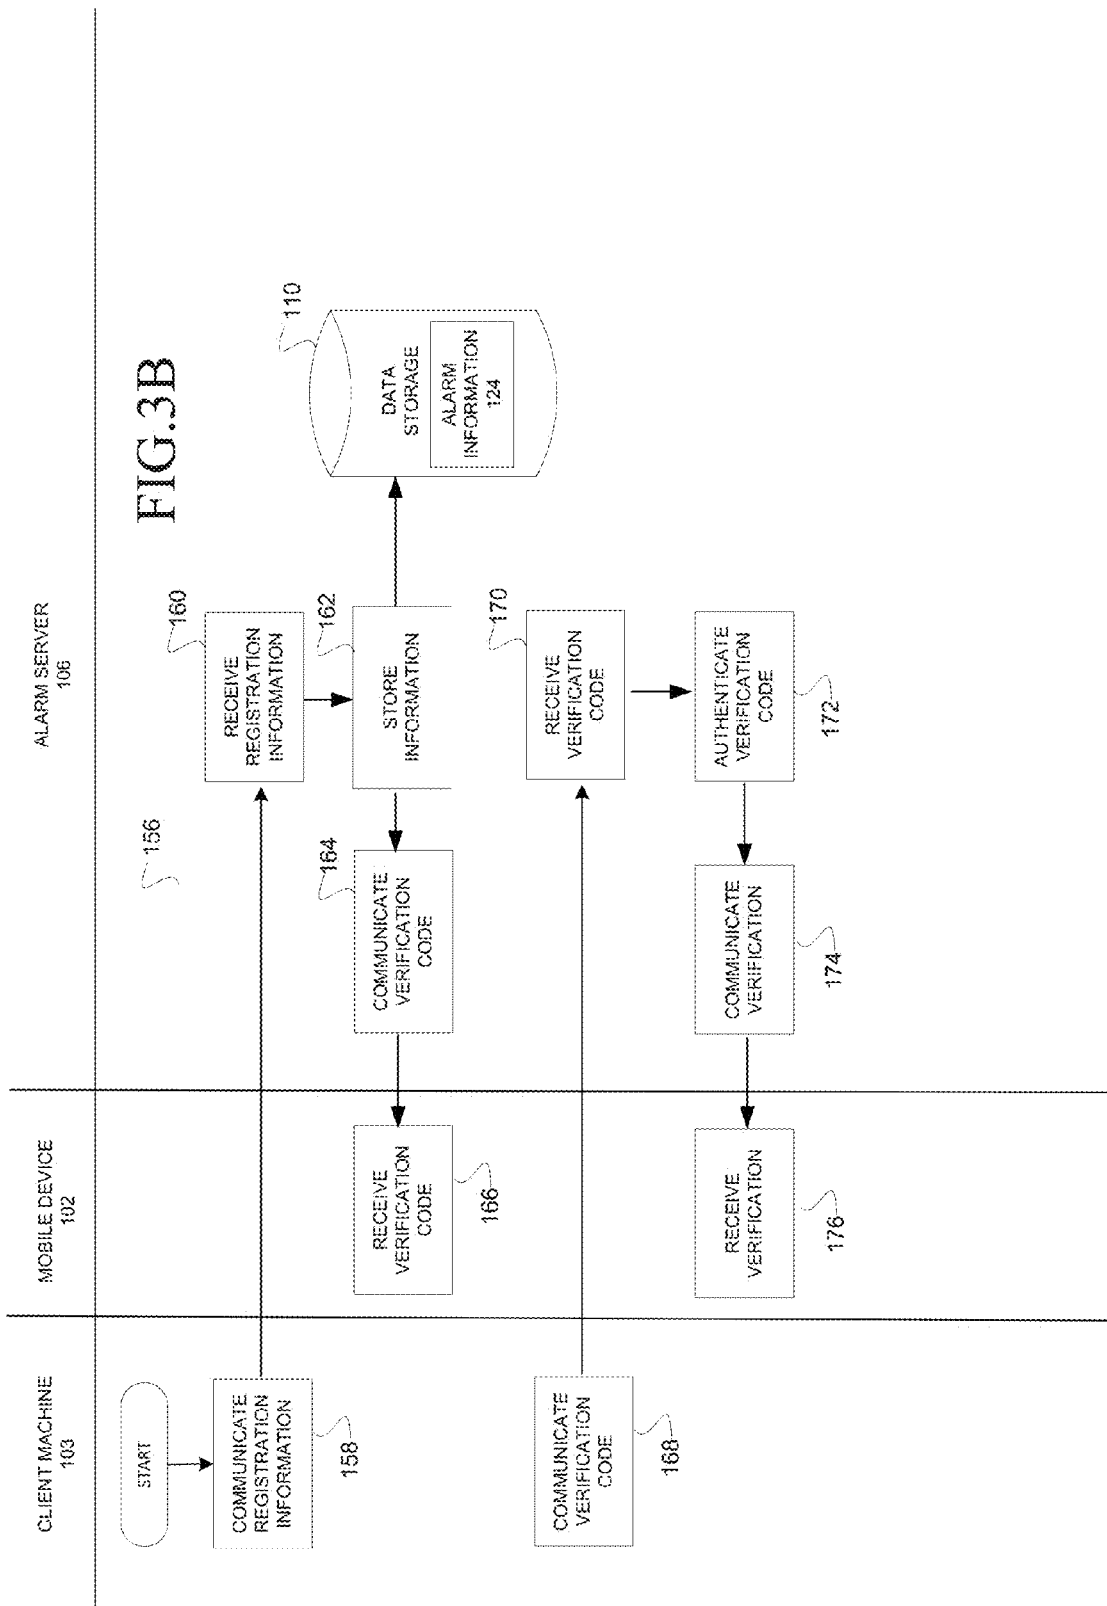 CLIENT MACHINE
103
MOBILE DEVICE
102
ALARM SERVER
106
FIG.3B
156
START
COMMUNICATE
REGISTRATION
INFORMATION
158
RECEIVE
REGISTRATION
INFORMATION
160
STORE
INFORMATION
162
DATA
STORAGE
110
ALARM
INFORMATION
124
COMMUNICATE
VERIFICATION
CODE
164
RECEIVE
VERIFICATION
CODE
166
COMMUNICATE
VERIFICATION
CODE
168
RECEIVE
VERIFICATION
CODE
170
AUTHENTICATE
VERIFICATION
CODE
172
COMMUNICATE
VERIFICATION
174
RECEIVE
VERIFICATION
176